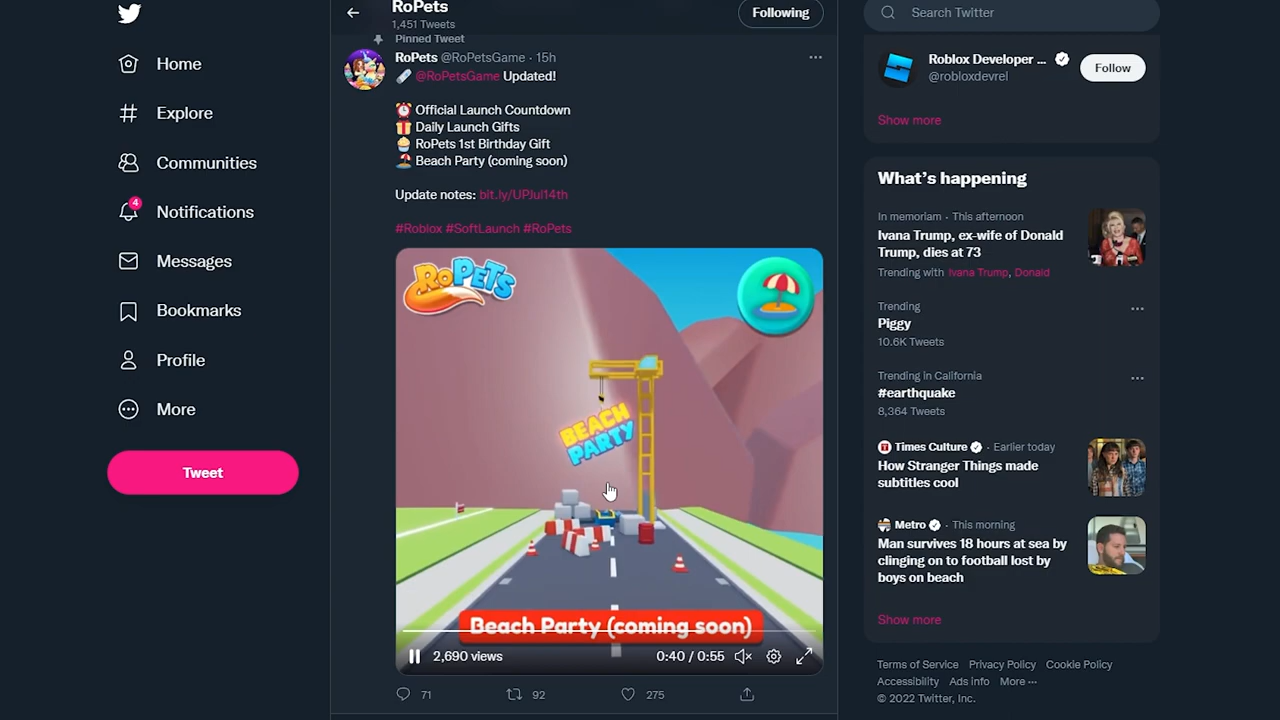 Home
Explore
Communities
4
Notifications
Messages
Bookmarks
Profile
More
Tweet
RoPets
1,451 Tweets
Following
Pinned Tweet
RoPets @RoPetsGame · 15h
@RoPetsGame Updated!
Official Launch Countdown
Daily Launch Gifts
RoPets 1st Birthday Gift
Beach Party (coming soon)
Update notes: bit.ly/UPJul14th
#Roblox #SoftLaunch #RoPets
ROPETS
BEACH
PARTY
Beach Party (coming soon)
2,690 views
0:40 / 0:55
71
92
275
Search Twitter
Roblox Developer ...
@robloxdevrel
Follow
Show more
What's happening
In memoriam · This afternoon
Ivana Trump, ex-wife of Donald
Trump, dies at 73
Trending with Ivana Trump, Donald
Trending
Piggy
10.6K Tweets
Trending in California
#earthquake
8,364 Tweets
Times Culture · Earlier today
How Stranger Things made
subtitles cool
Metro · This morning
Man survives 18 hours at sea by
clinging on to football lost by
boys on beach
Show more
Terms of Service Privacy Policy Cookie Policy
Accessibility Ads info More ···
© 2022 Twitter, Inc.